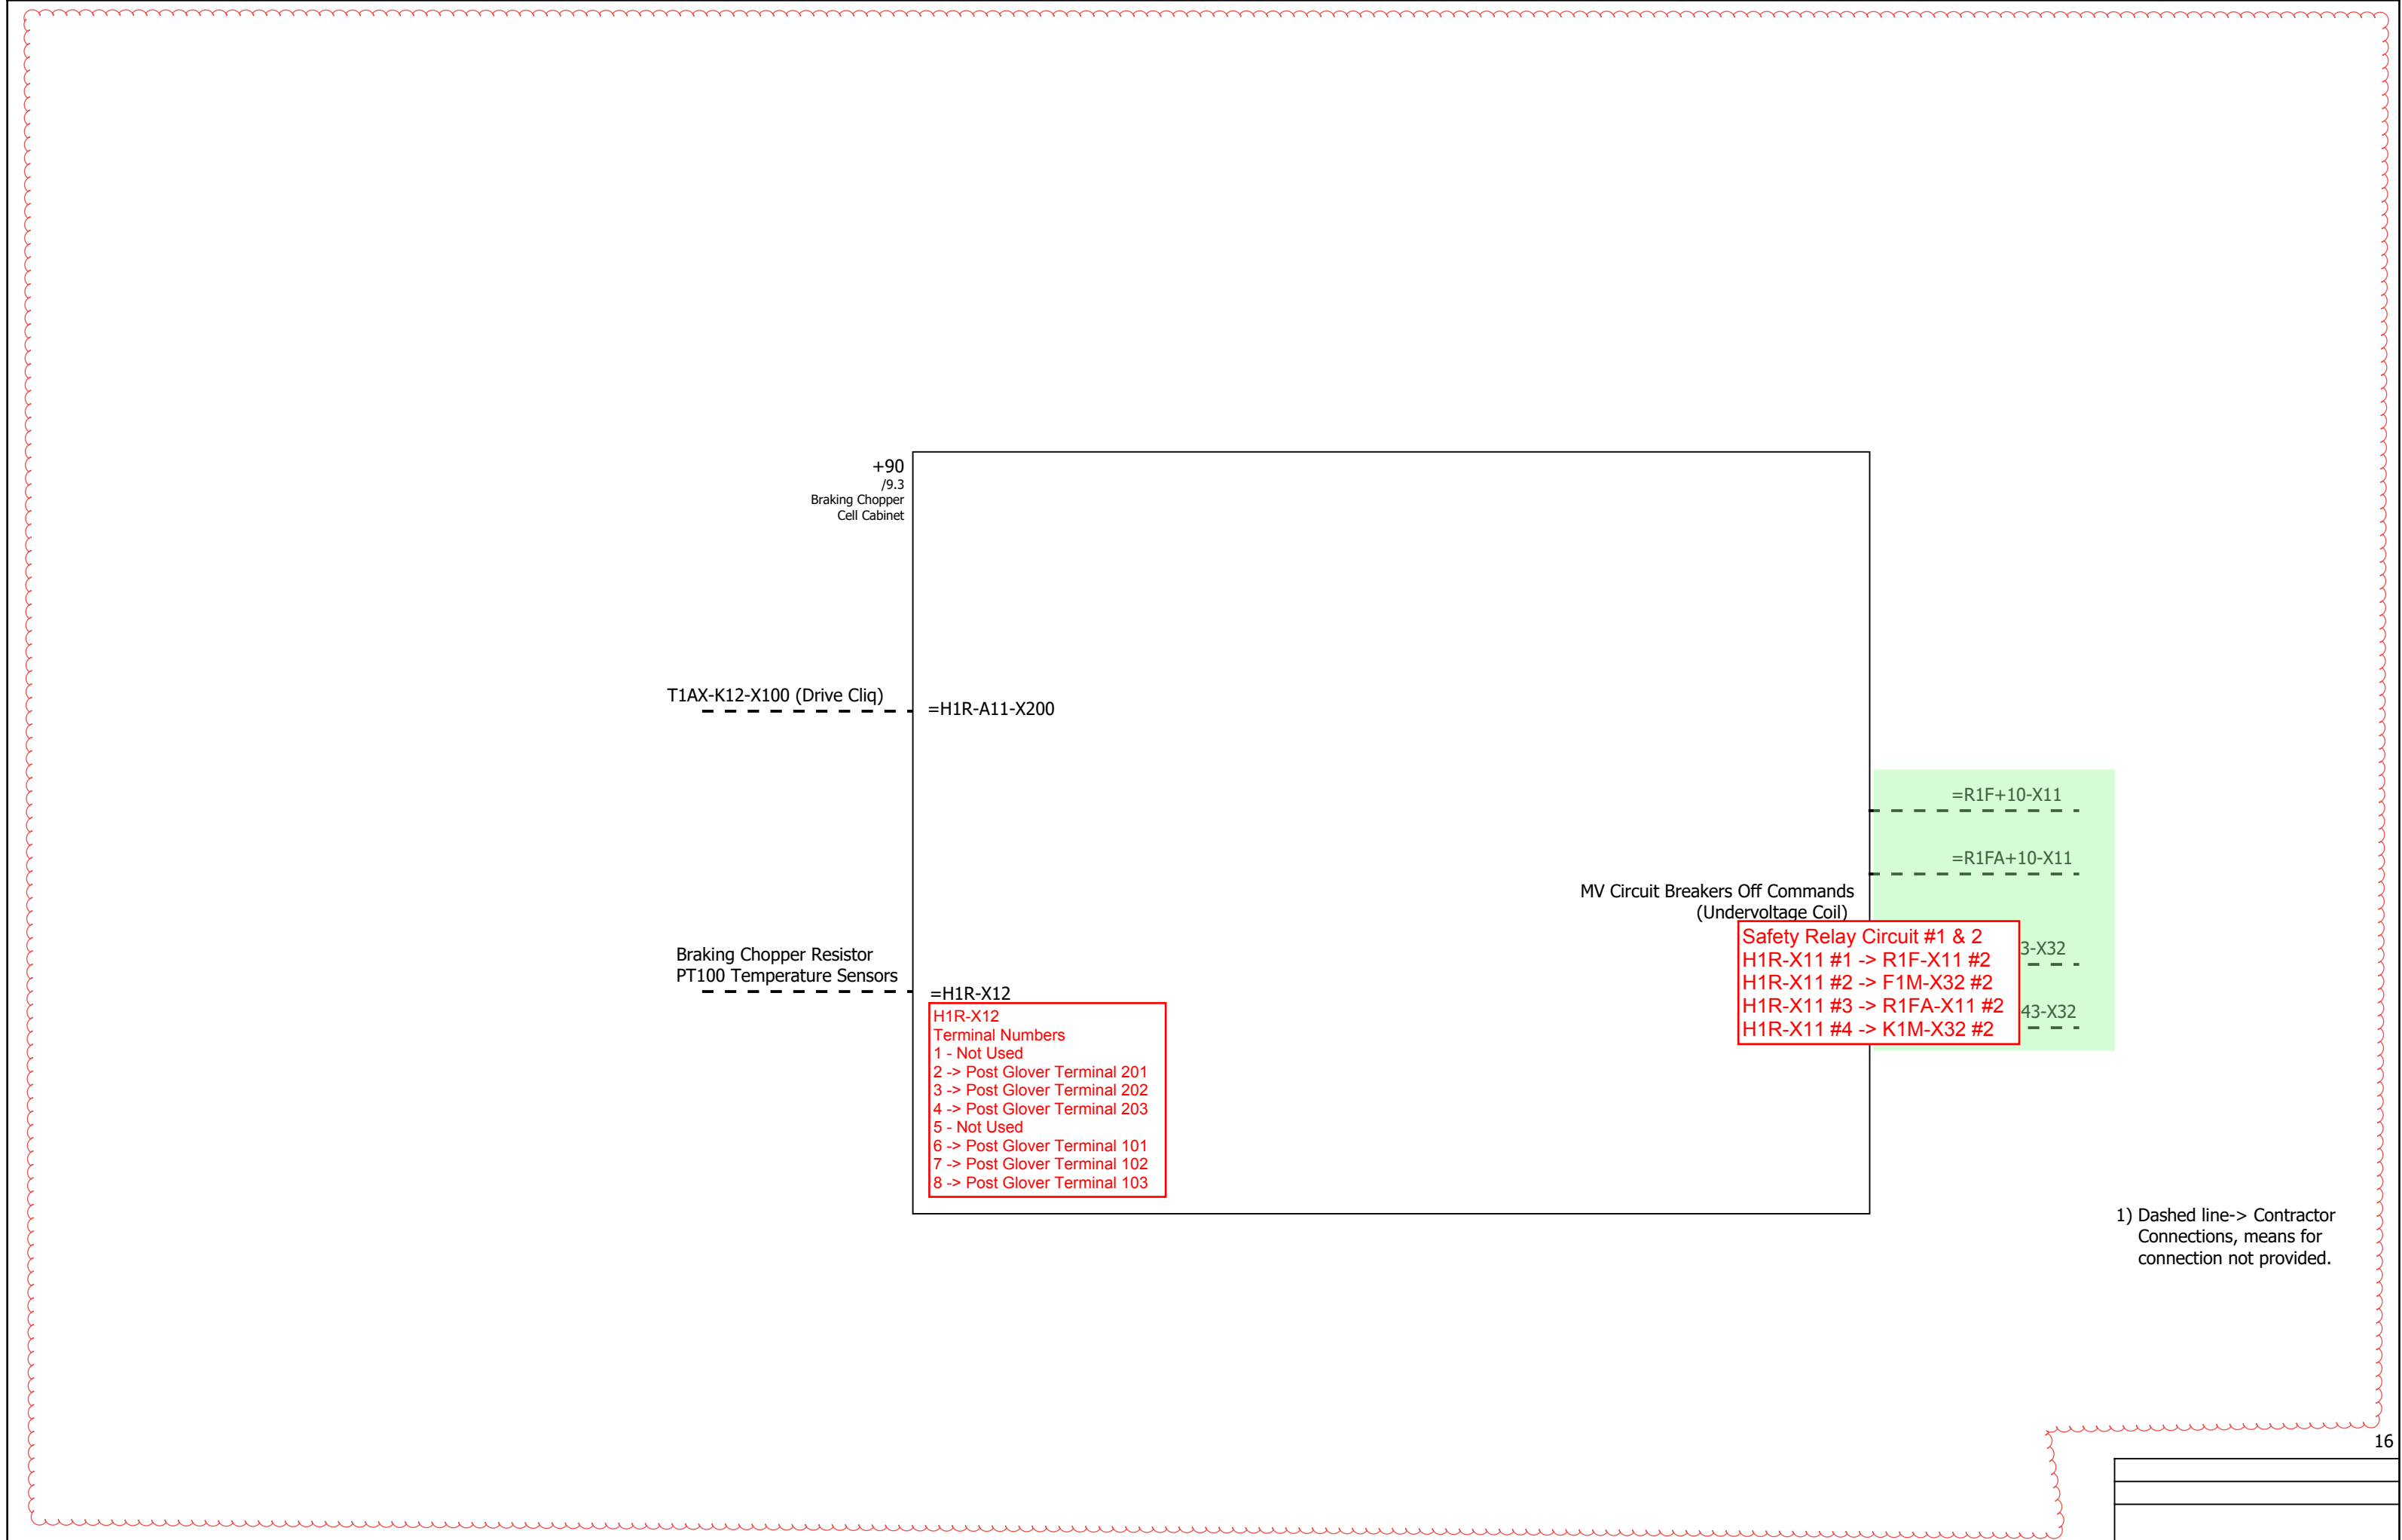 +90
/9.3
Braking Chopper
Cell Cabinet
T1AX-K12-X100 (Drive Cliq)
=H1R-A11-X200
=R1F+10-X11
=R1FA+10-X11
MV Circuit Breakers Off Commands
(Undervoltage Coil)
Safety Relay Circuit #1 & 2
H1R-X11 #1 -> R1F-X11 #2
H1R-X11 #2 -> F1M-X32 #2
H1R-X11 #3 -> R1FA-X11 #2
H1R-X11 #4 -> K1M-X32 #2
3-X32
43-X32
Braking Chopper Resistor
PT100 Temperature Sensors
=H1R-X12
H1R-X12
Terminal Numbers
1 - Not Used
2 -> Post Glover Terminal 201
3 -> Post Glover Terminal 202
4 -> Post Glover Terminal 203
5 - Not Used
6 -> Post Glover Terminal 101
7 -> Post Glover Terminal 102
8 -> Post Glover Terminal 103
1) Dashed line-> Contractor
Connections, means for
connection not provided.
16